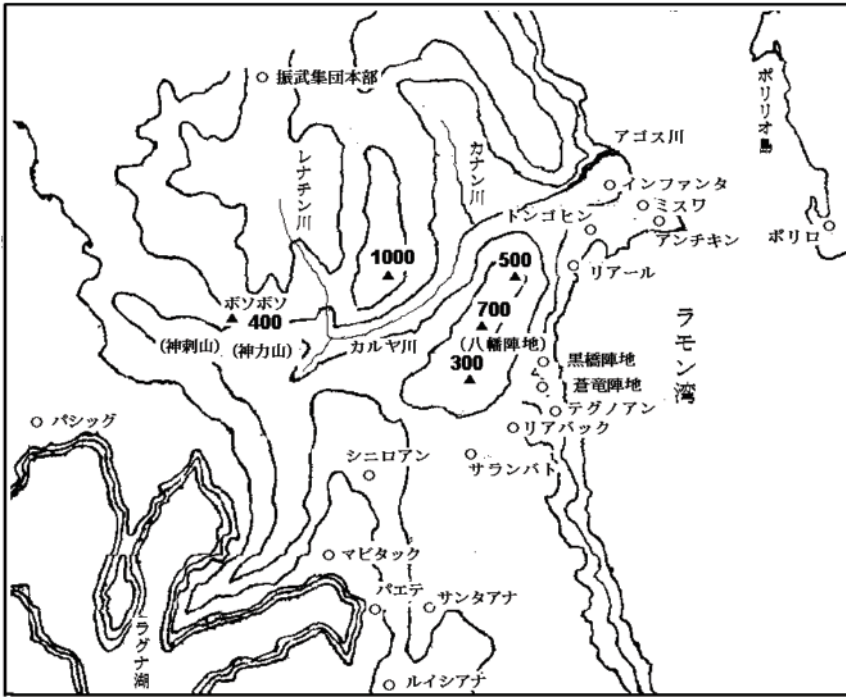 振武集団本部
ポリリオ島
アゴス川
レナチン川
カナン川
インファンタ
ミスワ
トンゴヒン
アンチキン
ポリロ
リアール
1000
500
ボソボソ
400
700
(神刺山)
(神力山)
カルヤ川
(八幡陣地)
ラモン湾
黒橋陣地
300
蒼竜陣地
テグノアン
パシッグ
リアバック
サランバト
シニロアン
マビタック
パエテ
サンタアナ
ラグナ湖
ルイシアナ